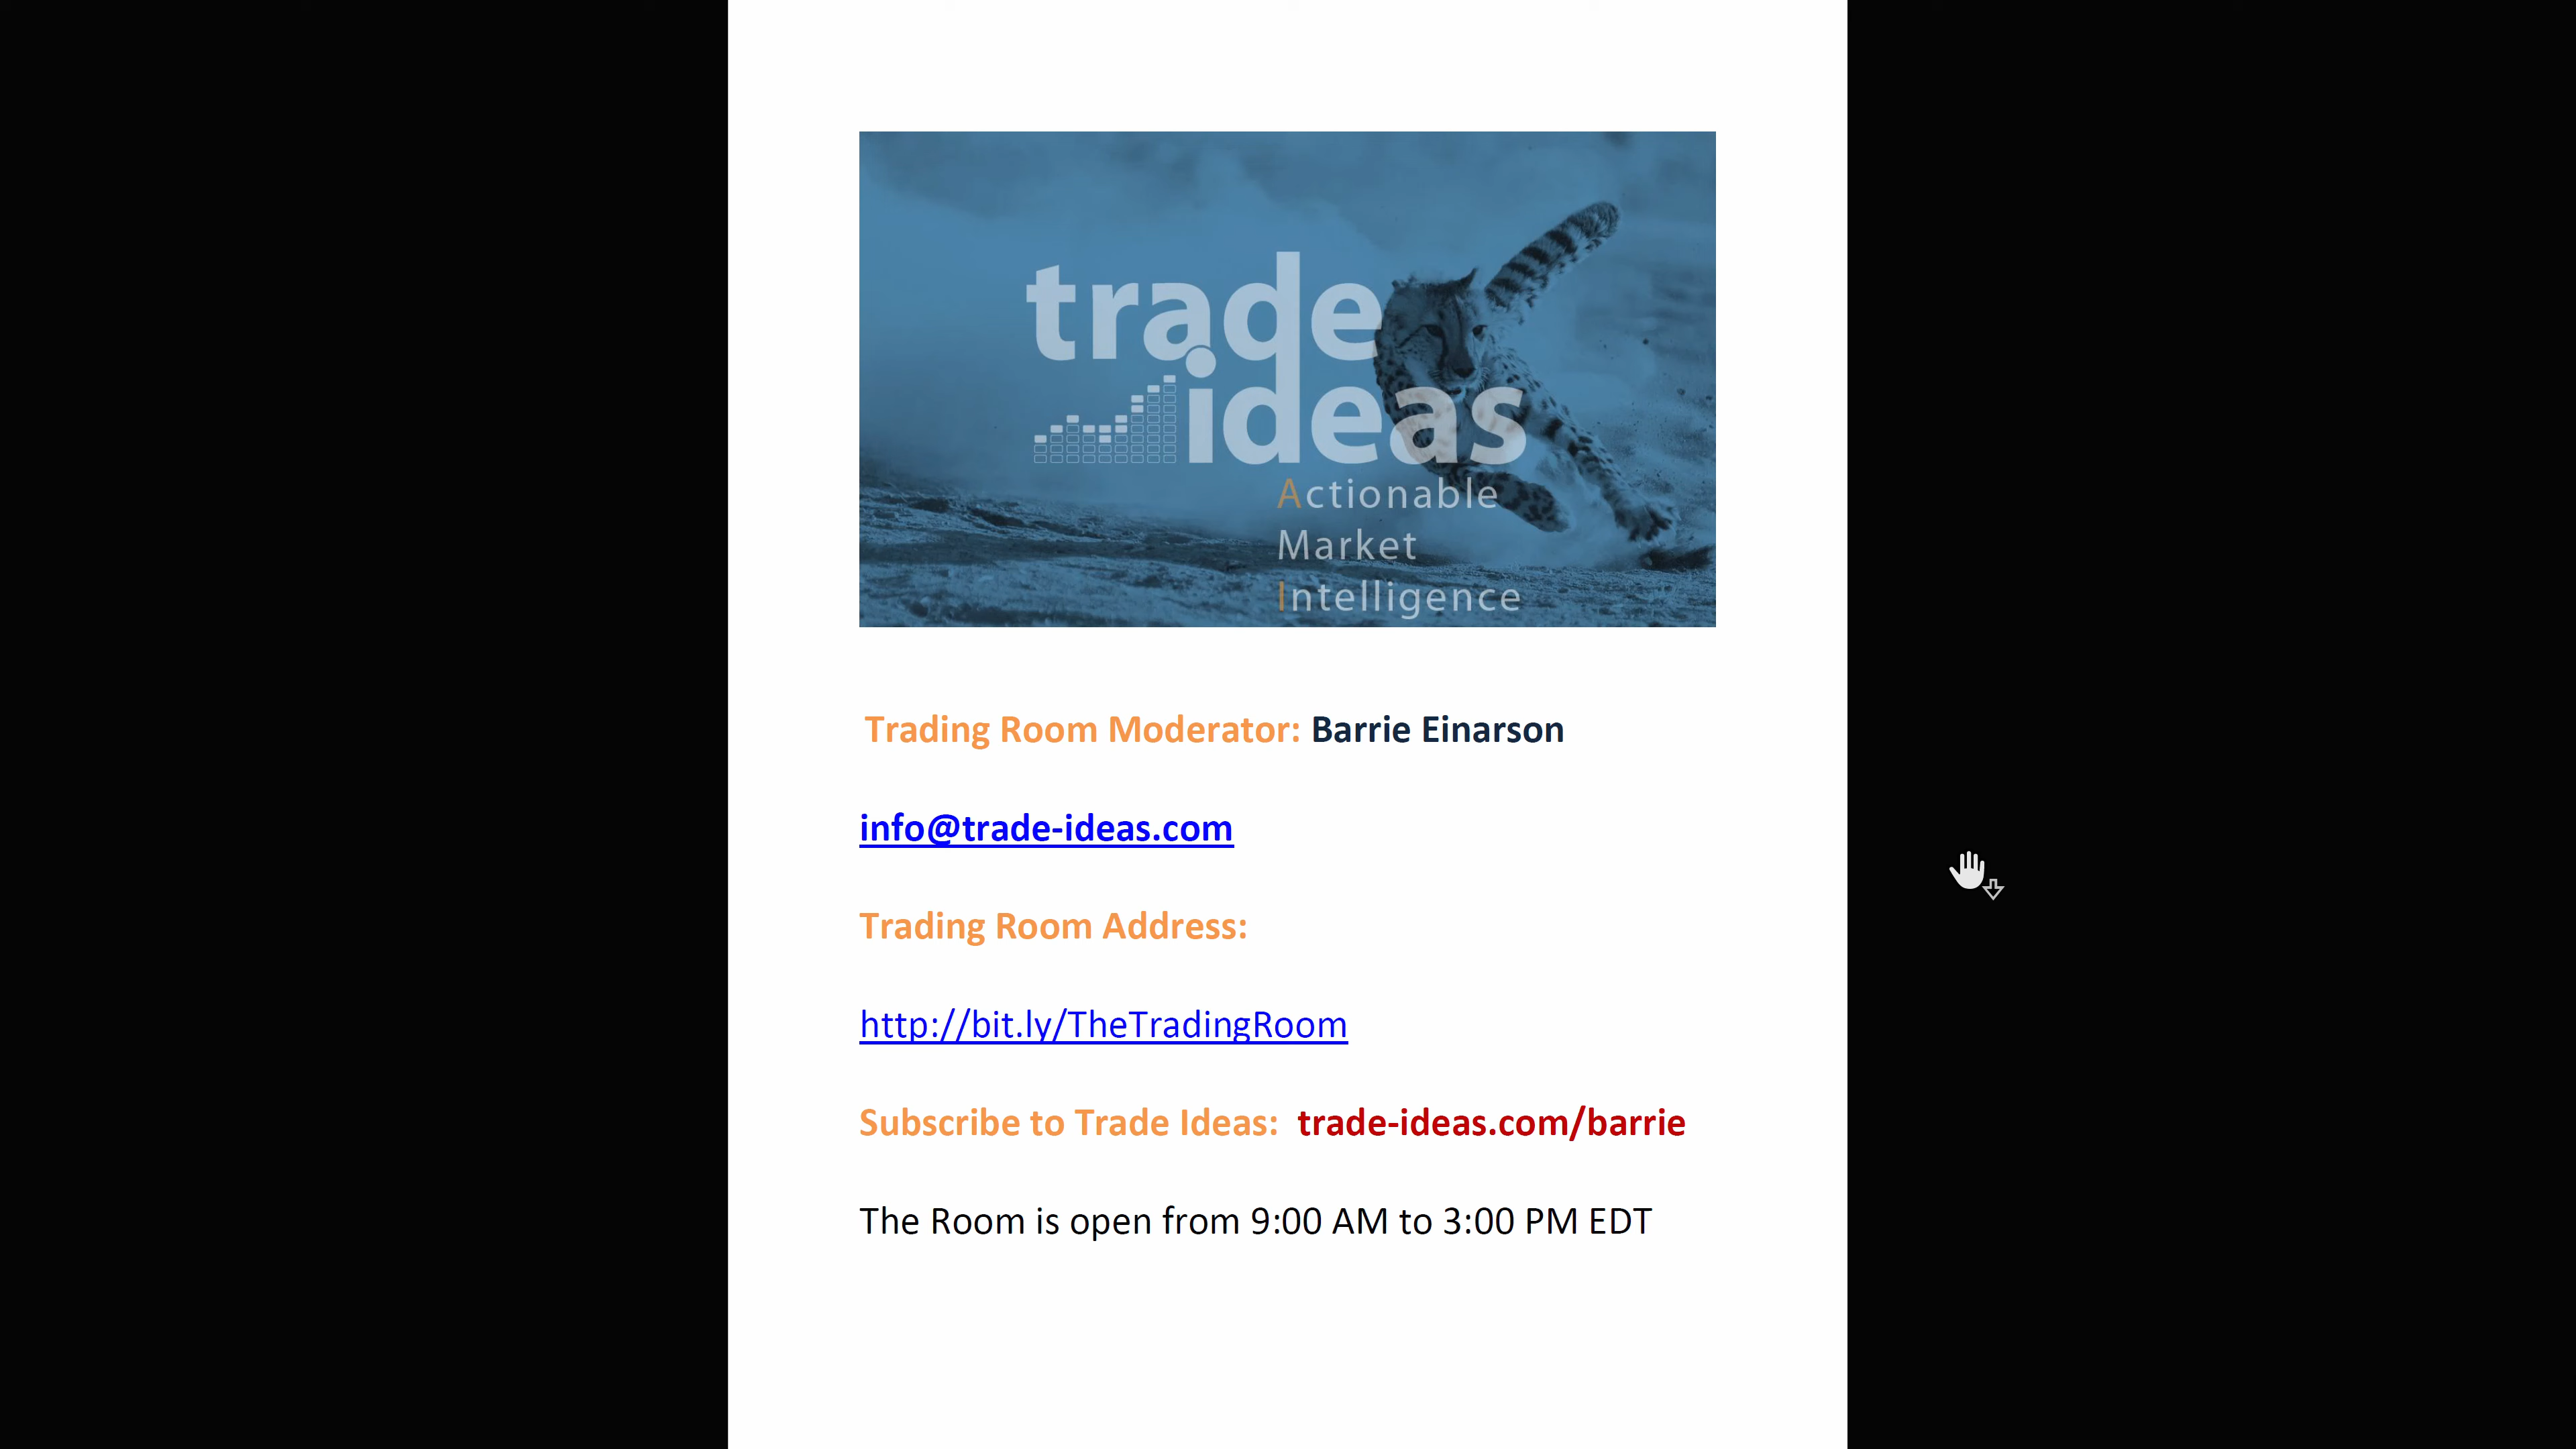 trade
ideas
Actionable
Market
Intelligence
Trading Room Moderator: Barrie Einarson
info@trade-ideas.com
Trading Room Address:
http://bit.ly/TheTradingRoom
Subscribe to Trade Ideas: trade-ideas.com/barrie
The Room is open from 9:00 AM to 3:00 PM EDT